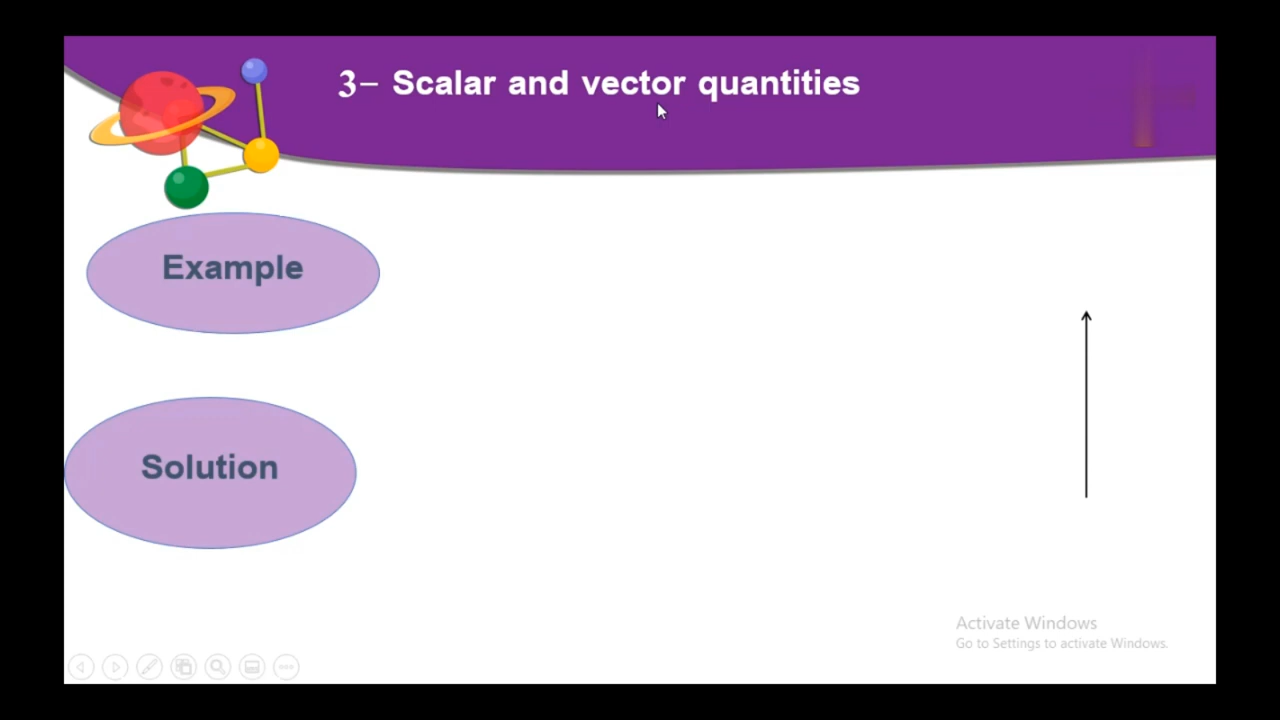 3– Scalar and vector quantities
Example
Solution
Activate Windows
Go to Settings to activate Windows.